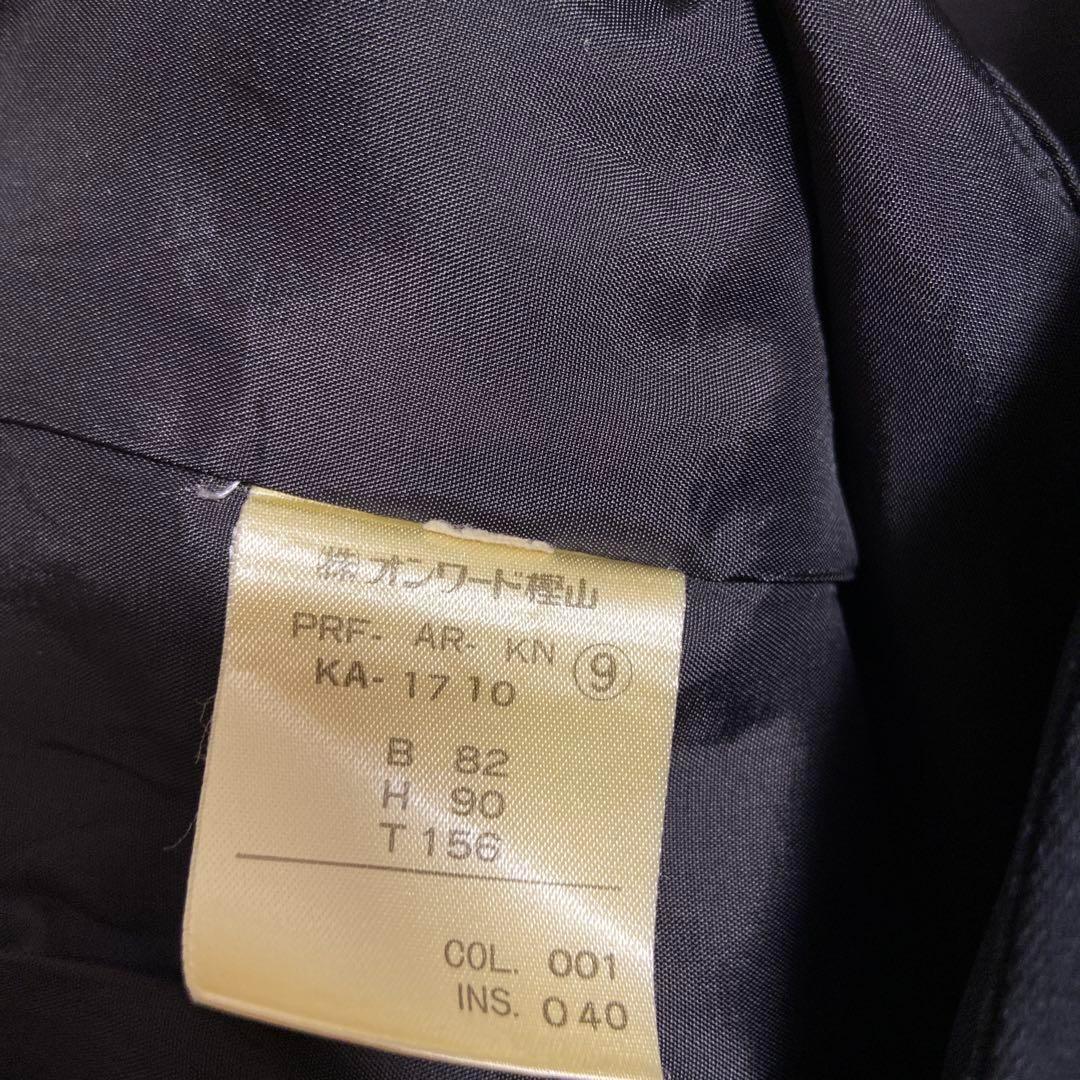 ㈱オンワード樫山
PRF- AR- KN ⑨
KA-1710
B 82
H 90
T 156
COL. 001
INS. 040